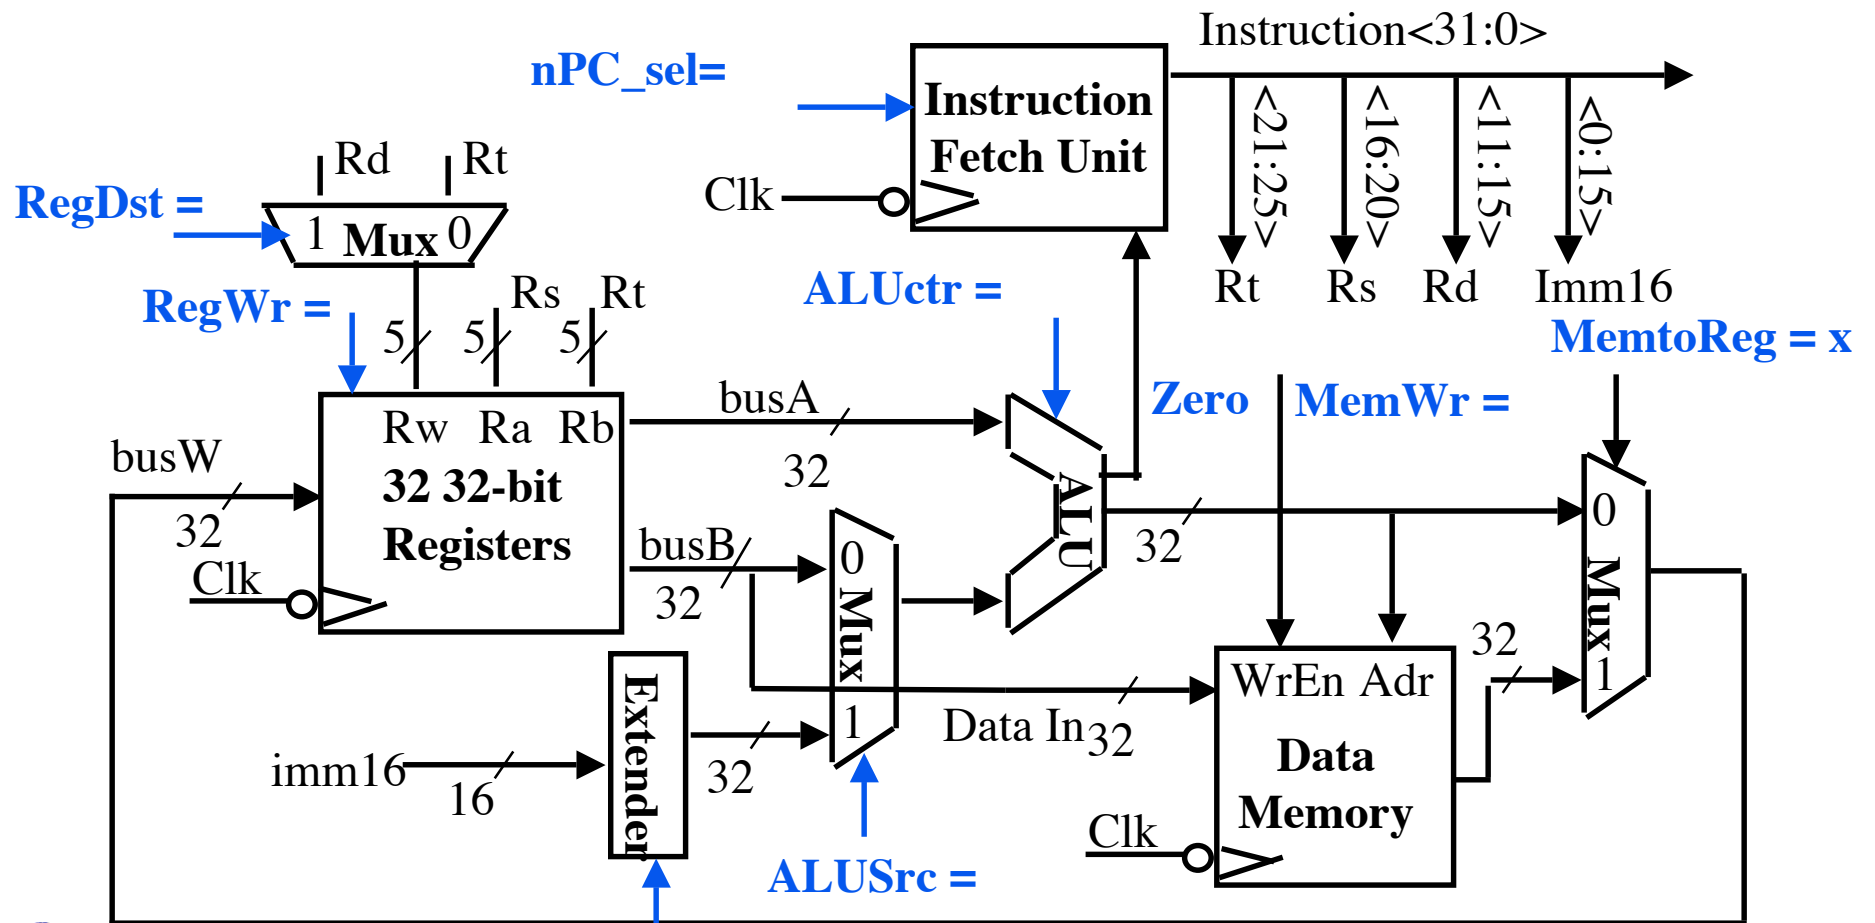 Instruction<31:0>
nPC_sel=
Instruction
Fetch Unit
Clk
<21:25>
<16:20>
<11:15>
<0:15>
Rt
Rs
Rd
Imm16
Rd
Rt
RegDst =
1 Mux 0
RegWr =
5
5
Rs
5
Rt
ALUctr =
Zero
MemWr =
MemtoReg = x
busW
32
Clk
Rw Ra Rb
32 32-bit
Registers
busA
32
busB
32
0
Mux
1
ALU
32
0
Mux
1
Extender
imm16
16
32
ALUSrc =
Data In
32
WrEn Adr
Data
Memory
Clk
32